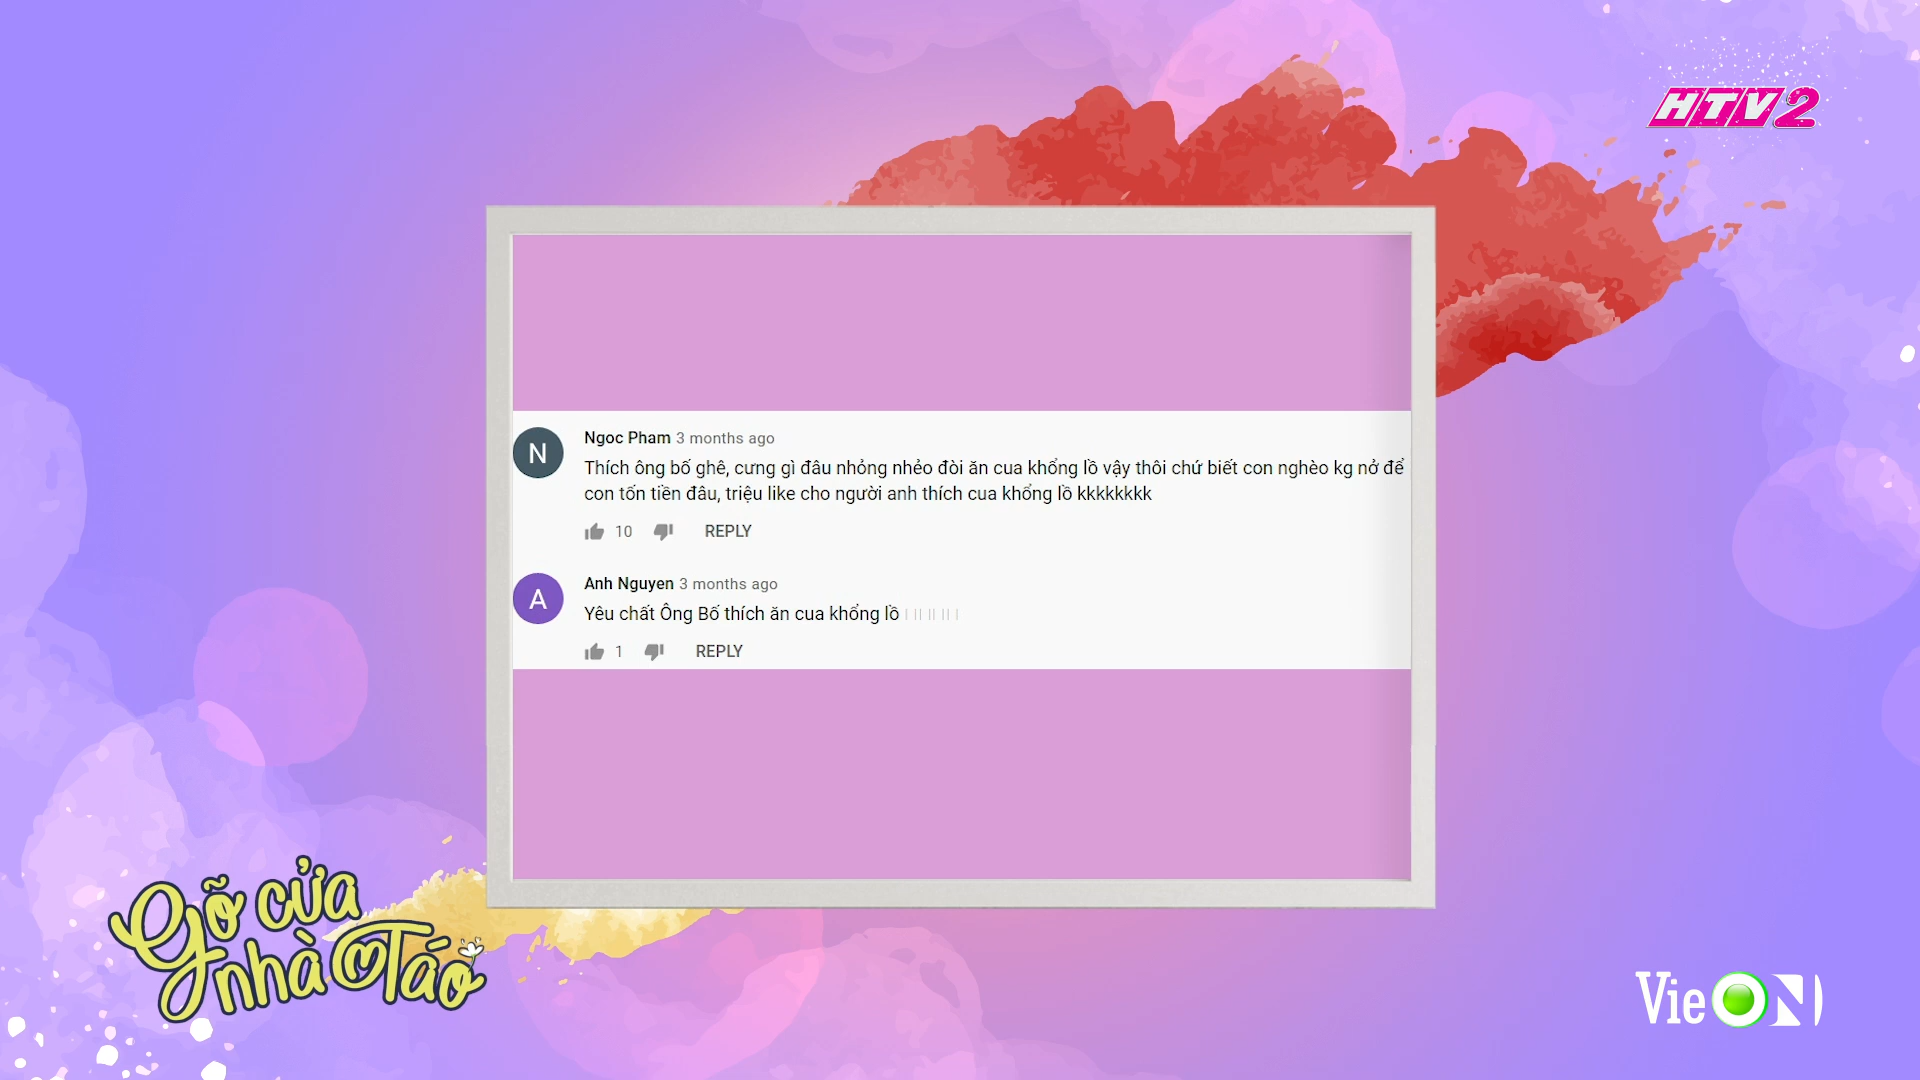 HTV2
N
Ngoc Pham 3 months ago
Thích ông bố ghê, cưng gì đâu nhỏng nhẻo đòi ăn cua khổng lồ vậy thôi chứ biết con nghèo kg nở để
con tốn tiền đâu, triệu like cho người anh thích cua khổng lồ kkkkkkkk
10 REPLY
A
Anh Nguyen 3 months ago
Yêu chất Ông Bố thích ăn cua khổng lồ
1 REPLY
Gõ cửa
nhà Táo
VieON